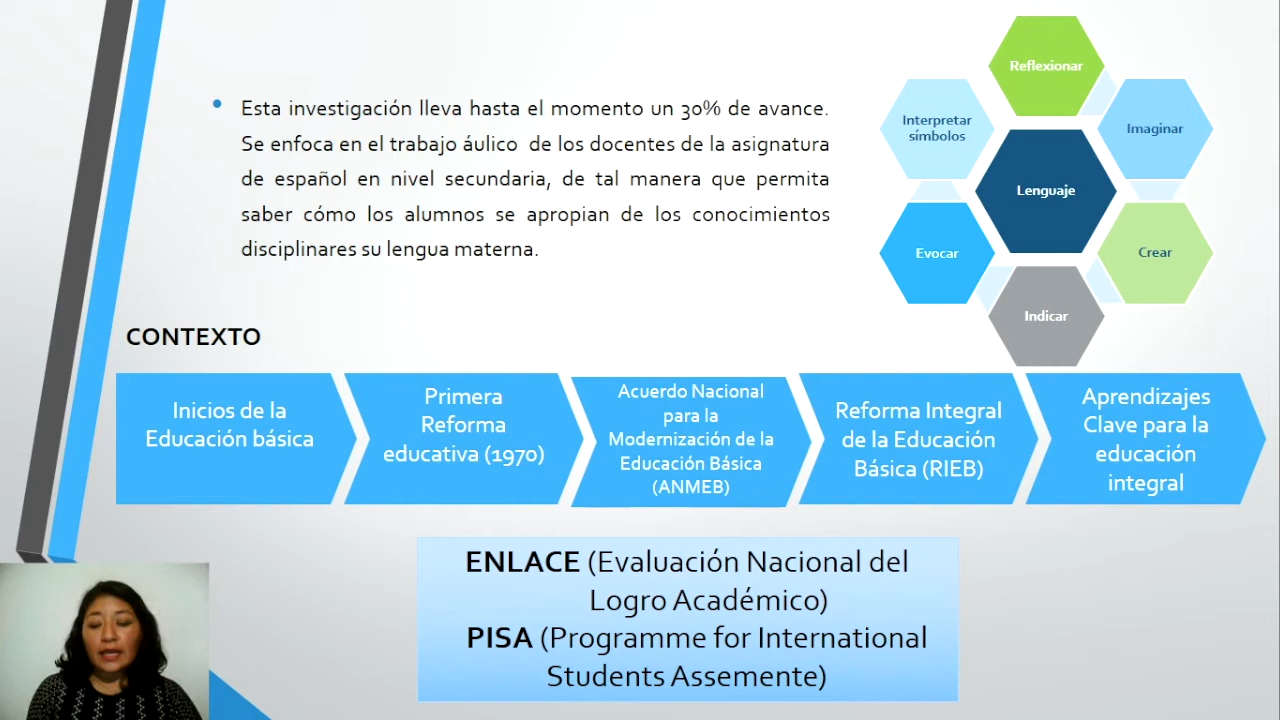 Esta investigación lleva hasta el momento un 30% de avance.
Se enfoca en el trabajo áulico de los docentes de la asignatura
de español en nivel secundaria, de tal manera que permita
saber cómo los alumnos se apropian de los conocimientos
disciplinares su lengua materna.
Reflexionar
Interpretar
símbolos
Imaginar
Lenguaje
Evocar
Crear
Indicar
CONTEXTO
Inicios de la
Educación básica
Primera
Reforma
educativa (1970)
Acuerdo Nacional
para la
Modernización de la
Educación Básica
(ANMEB)
Reforma Integral
de la Educación
Básica (RIEB)
Aprendizajes
Clave para la
educación
integral
ENLACE (Evaluación Nacional del
Logro Académico)
PISA (Programme for International
Students Assemente)